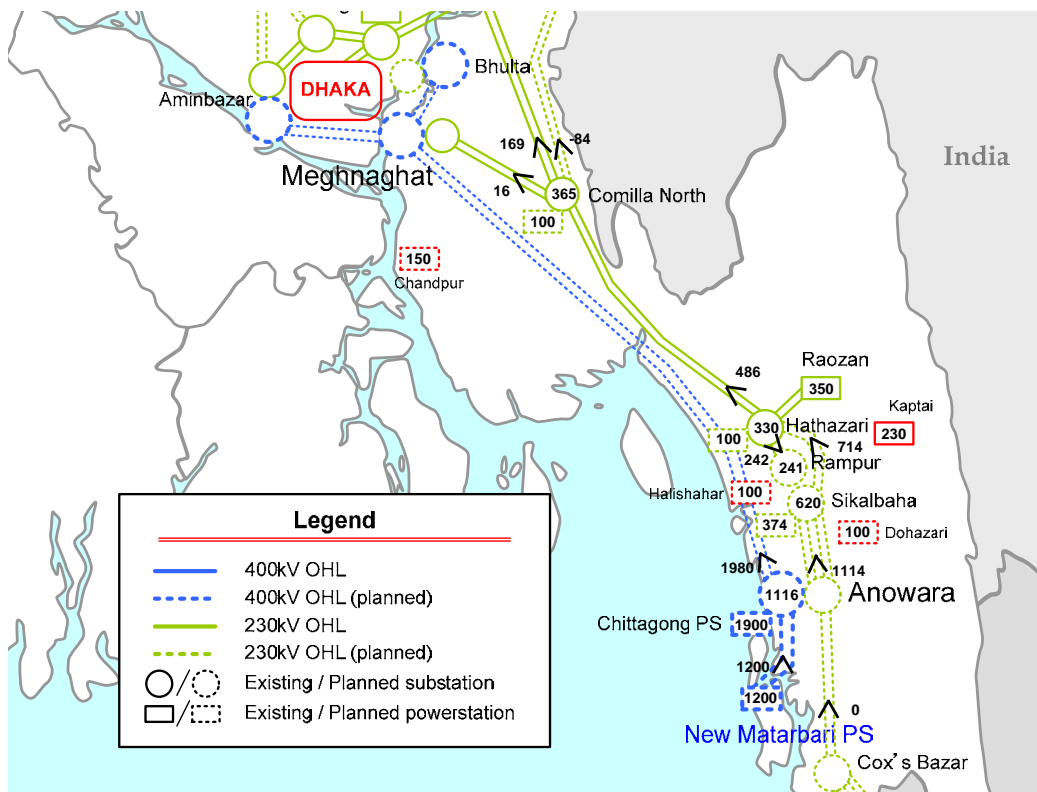 g
Bhulta
DHAKA
Aminbazar
Meghnaghat
169
-84
India
16
365
Comilla North
100
150
Chandpur
486
Raozan
350
Kaptai
330
Hathazari
230
100
714
242
241
Rampur
Halishahar
100
620
Sikalbaha
374
100
Dohazari
Legend
400kV OHL
400kV OHL (planned)
230kV OHL
230kV OHL (planned)
Existing / Planned substation
Existing / Planned powerstation
1980
1114
1116
Anowara
Chittagong PS
1900
1200
1200
0
New Matarbari PS
Cox's Bazar